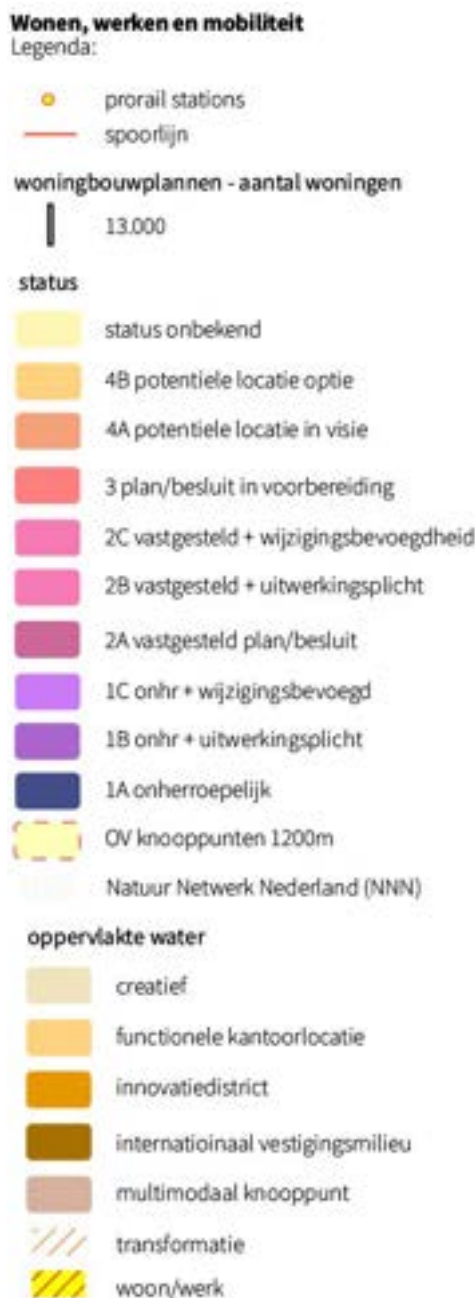 Wonen, werken en mobiliteit
Legenda:
prorail stations
spoorlijn
woningbouwplannen - aantal woningen
13.000
status
status onbekend
4B potentiele locatie optie
4A potentiele locatie in visie
3 plan/besluit in voorbereiding
2C vastgesteld + wijzigingsbevoegdheid
2B vastgesteld + uitwerkingsplicht
2A vastgesteld plan/besluit
1C onhr + wijzigingsbevoegd
1B onhr + uitwerkingsplicht
1A onherroepelijk
OV knooppunten 1200m
Natuur Netwerk Nederland (NNN)
oppervlakte water
creatief
functionele kantoorlocatie
innovatiedistrict
internatioinaal vestigingsmilieu
multimodaal knooppunt
transformatie
woon/werk